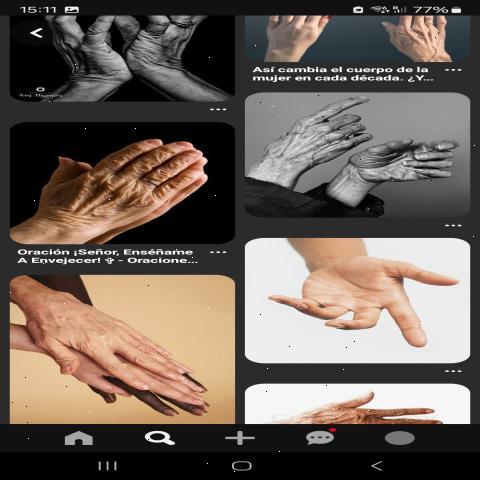 15:11
77%
Así cambia el cuerpo de la
mujer en cada década. ¿Y...
Oración ¡Señor, Enséñame
A Envejecer! 🕊 - Oracione...